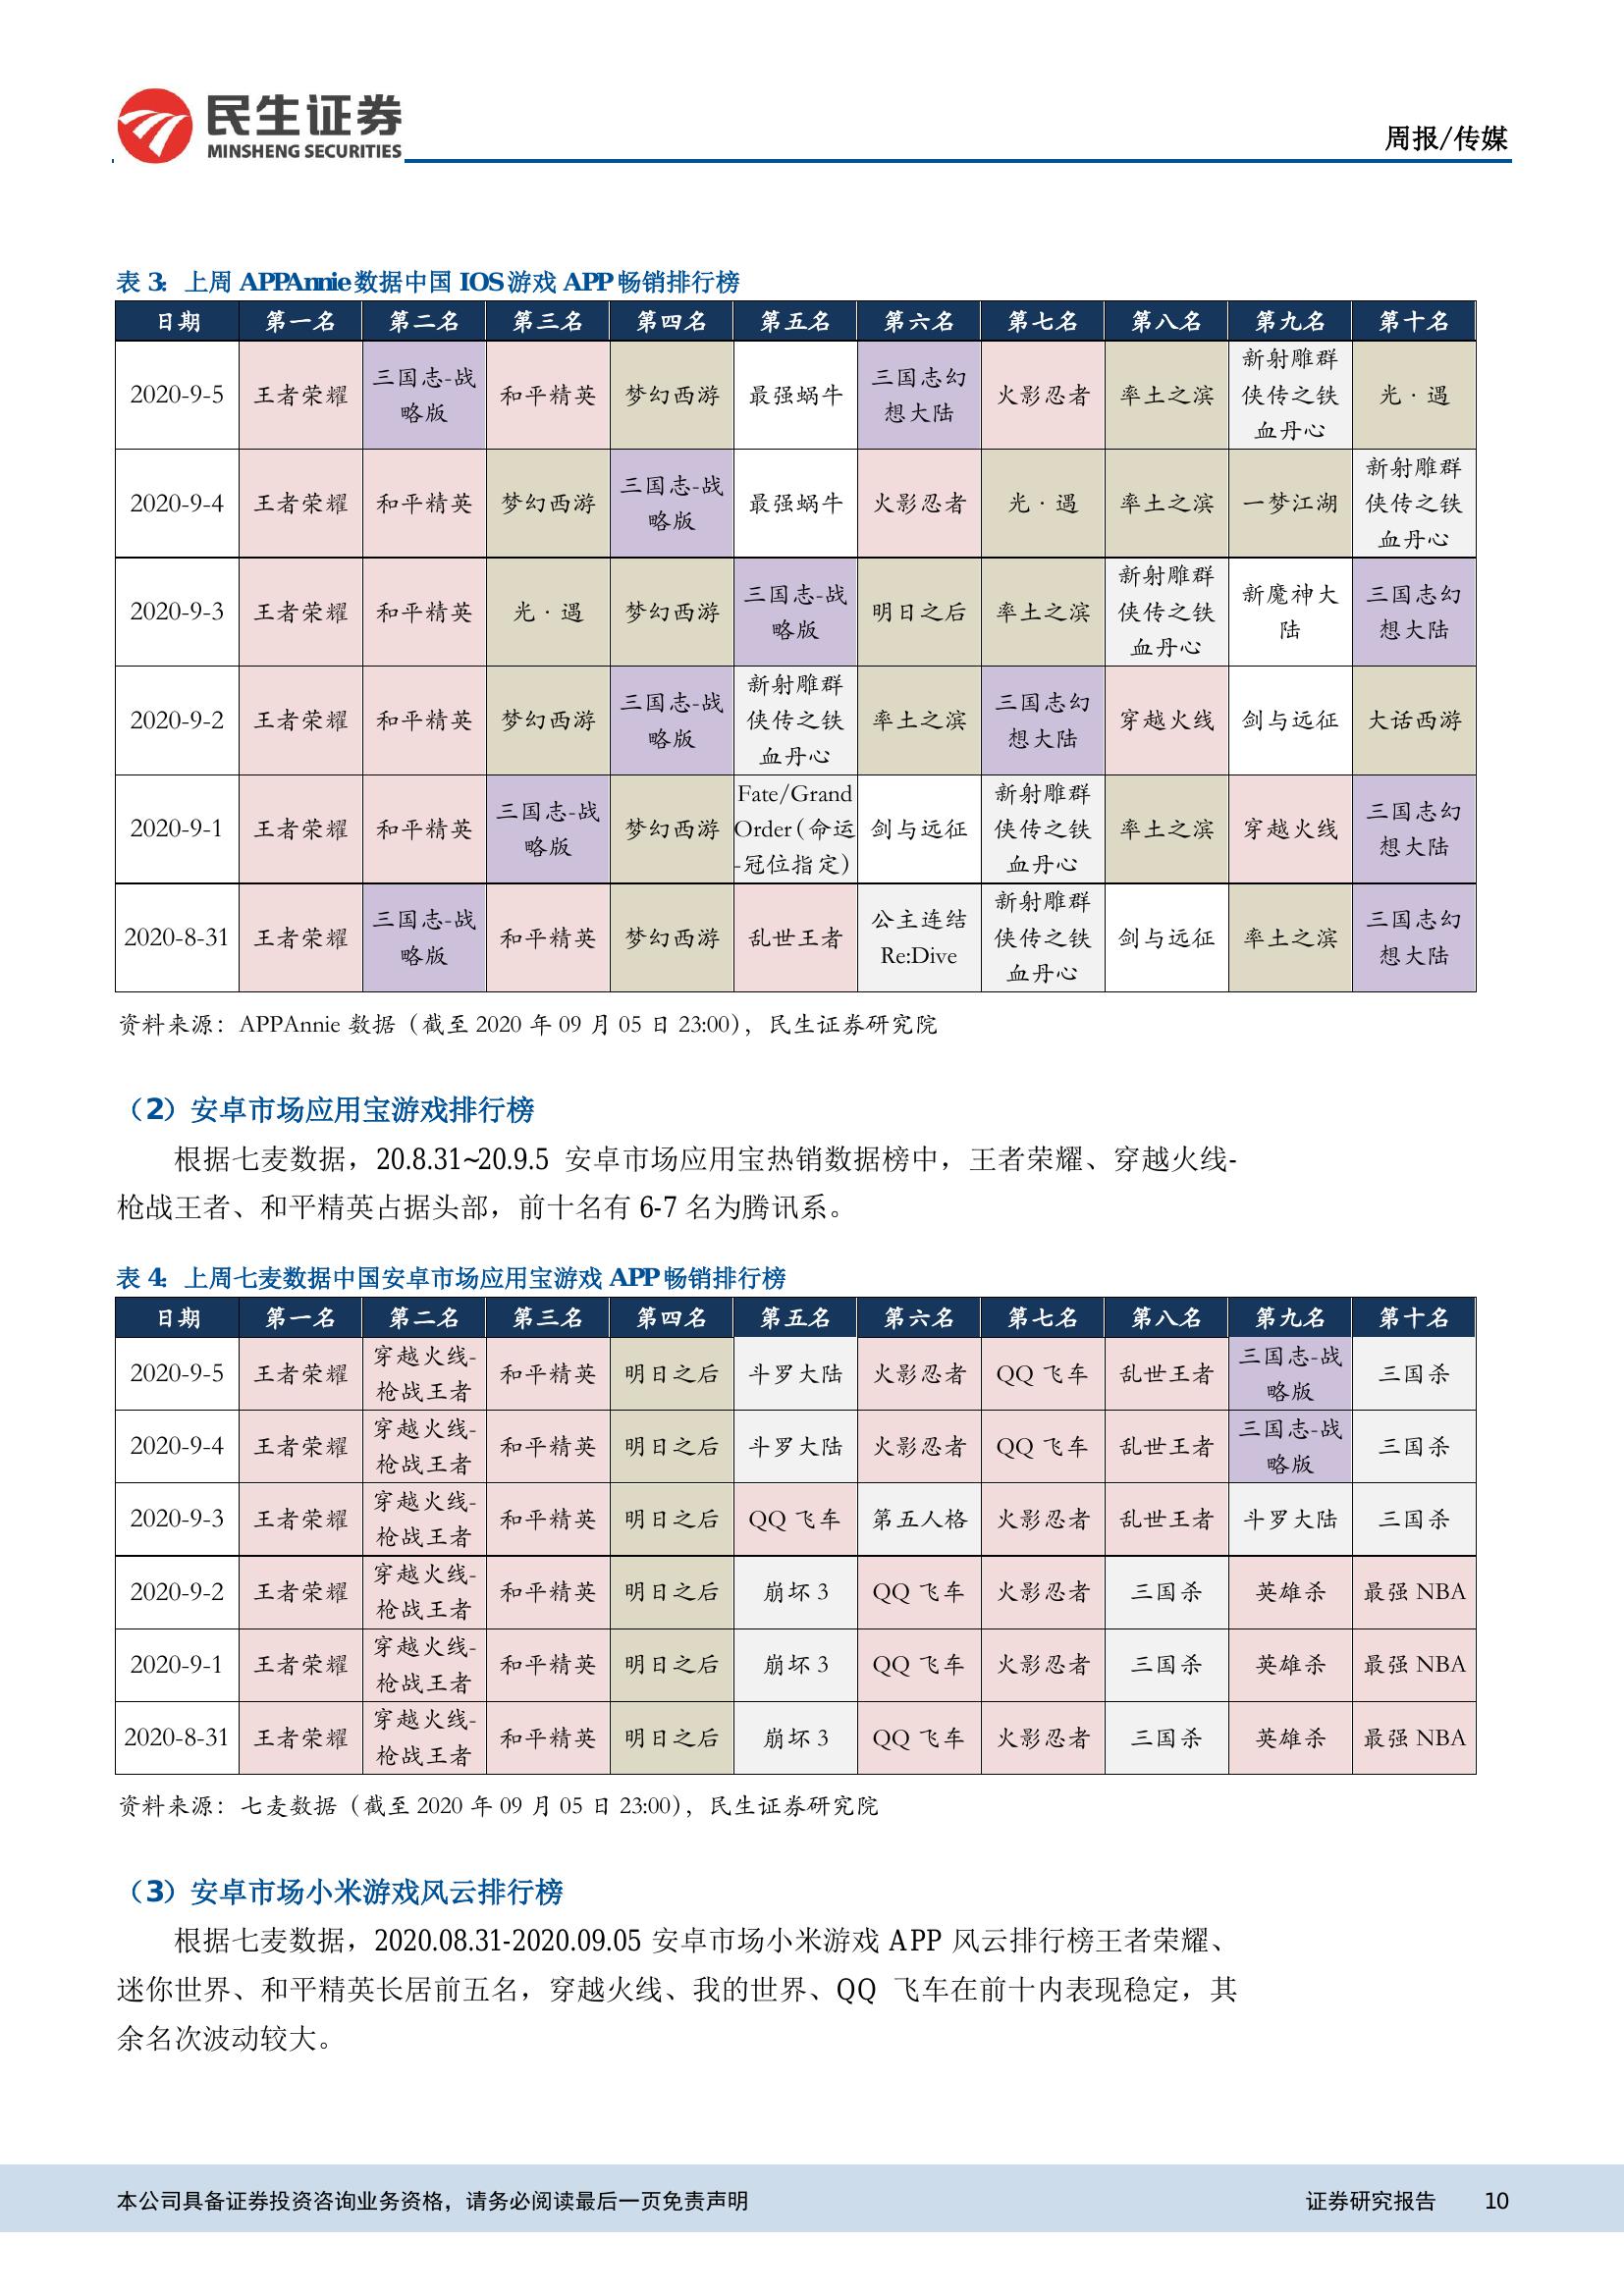 民生证券
MINSHENG SECURITIES
周报/传媒
表 3：上周 APPAnnie 数据中国 IOS 游戏 APP 畅销排行榜
日期 第一名 第二名 第三名 第四名 第五名 第六名 第七名 第八名 第九名 第十名
2020-9-5 王者荣耀 三国志-战略版 和平精英 梦幻西游 最强蜗牛 三国志幻想大陆 火影忍者 率土之滨 新射雕群侠传之铁血丹心 光·遇
2020-9-4 王者荣耀 和平精英 梦幻西游 三国志-战略版 最强蜗牛 火影忍者 光·遇 率土之滨 一梦江湖 新射雕群侠传之铁血丹心
2020-9-3 王者荣耀 和平精英 光·遇 梦幻西游 三国志-战略版 明日之后 率土之滨 新射雕群侠传之铁血丹心 新魔神大陆 三国志幻想大陆
2020-9-2 王者荣耀 和平精英 梦幻西游 三国志-战略版 新射雕群侠传之铁血丹心 率土之滨 三国志幻想大陆 穿越火线 剑与远征 大话西游
2020-9-1 王者荣耀 和平精英 三国志-战略版 梦幻西游 Fate/Grand Order（命运-冠位指定） 剑与远征 新射雕群侠传之铁血丹心 率土之滨 穿越火线 三国志幻想大陆
2020-8-31 王者荣耀 三国志-战略版 和平精英 梦幻西游 乱世王者 公主连结Re:Dive 新射雕群侠传之铁血丹心 剑与远征 率土之滨 三国志幻想大陆
资料来源：APPAnnie 数据（截至 2020 年 09 月 05 日 23:00），民生证券研究院
（2）安卓市场应用宝游戏排行榜
根据七麦数据，20.8.31~20.9.5 安卓市场应用宝热销数据榜中，王者荣耀、穿越火线-
枪战王者、和平精英占据头部，前十名有 6-7 名为腾讯系。
表 4：上周七麦数据中国安卓市场应用宝游戏 APP 畅销排行榜
日期 第一名 第二名 第三名 第四名 第五名 第六名 第七名 第八名 第九名 第十名
2020-9-5 王者荣耀 穿越火线-枪战王者 和平精英 明日之后 斗罗大陆 火影忍者 QQ 飞车 乱世王者 三国志-战略版 三国杀
2020-9-4 王者荣耀 穿越火线-枪战王者 和平精英 明日之后 斗罗大陆 火影忍者 QQ 飞车 乱世王者 三国志-战略版 三国杀
2020-9-3 王者荣耀 穿越火线-枪战王者 和平精英 明日之后 QQ 飞车 第五人格 火影忍者 乱世王者 斗罗大陆 三国杀
2020-9-2 王者荣耀 穿越火线-枪战王者 和平精英 明日之后 崩坏 3 QQ 飞车 火影忍者 三国杀 英雄杀 最强 NBA
2020-9-1 王者荣耀 穿越火线-枪战王者 和平精英 明日之后 崩坏 3 QQ 飞车 火影忍者 三国杀 英雄杀 最强 NBA
2020-8-31 王者荣耀 穿越火线-枪战王者 和平精英 明日之后 崩坏 3 QQ 飞车 火影忍者 三国杀 英雄杀 最强 NBA
资料来源：七麦数据（截至 2020 年 09 月 05 日 23:00），民生证券研究院
（3）安卓市场小米游戏风云排行榜
根据七麦数据，2020.08.31-2020.09.05 安卓市场小米游戏 APP 风云排行榜王者荣耀、
迷你世界、和平精英长居前五名，穿越火线、我的世界、QQ 飞车在前十内表现稳定，其
余名次波动较大。
本公司具备证券投资咨询业务资格，请务必阅读最后一页免责声明 证券研究报告 10